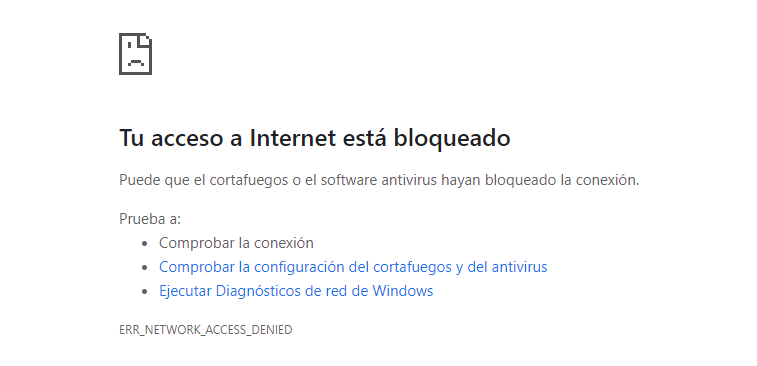 Tu acceso a Internet está bloqueado
Puede que el cortafuegos o el software antivirus hayan bloqueado la conexión.
Prueba a:
• Comprobar la conexión
• Comprobar la configuración del cortafuegos y del antivirus
• Ejecutar Diagnósticos de red de Windows
ERR_NETWORK_ACCESS_DENIED